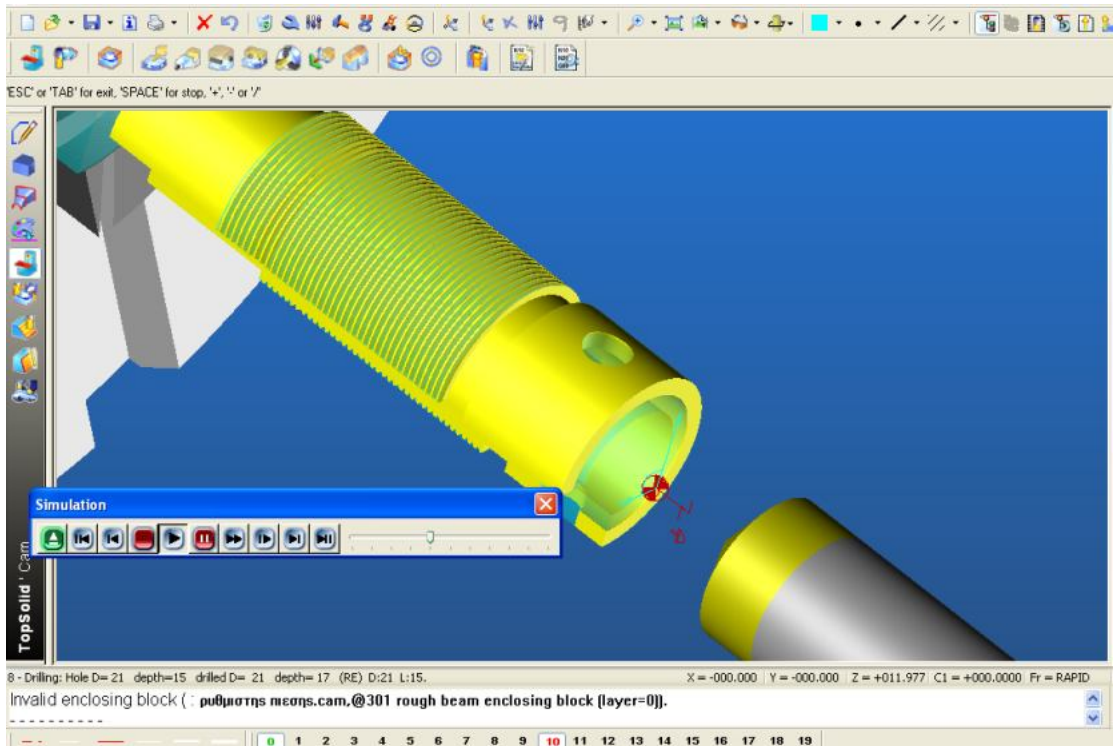 'ESC' or 'TAB' for exit, 'SPACE' for stop, '+', '-' or '/'
Simulation
TopSolid'Cam
8 - Drilling: Hole D= 21 depth=15 drilled D= 21 depth= 17 (RE) D:21 L:15.
X = -000.000 Y = -000.000 Z = +011.977 C1 = +000.0000 Fr = RAPID
Invalid enclosing block ( : ρυθμιστης πιεσης.cam,@301 rough beam enclosing block (layer=0)).
----------
0 1 2 3 4 5 6 7 8 9 10 11 12 13 14 15 16 17 18 19